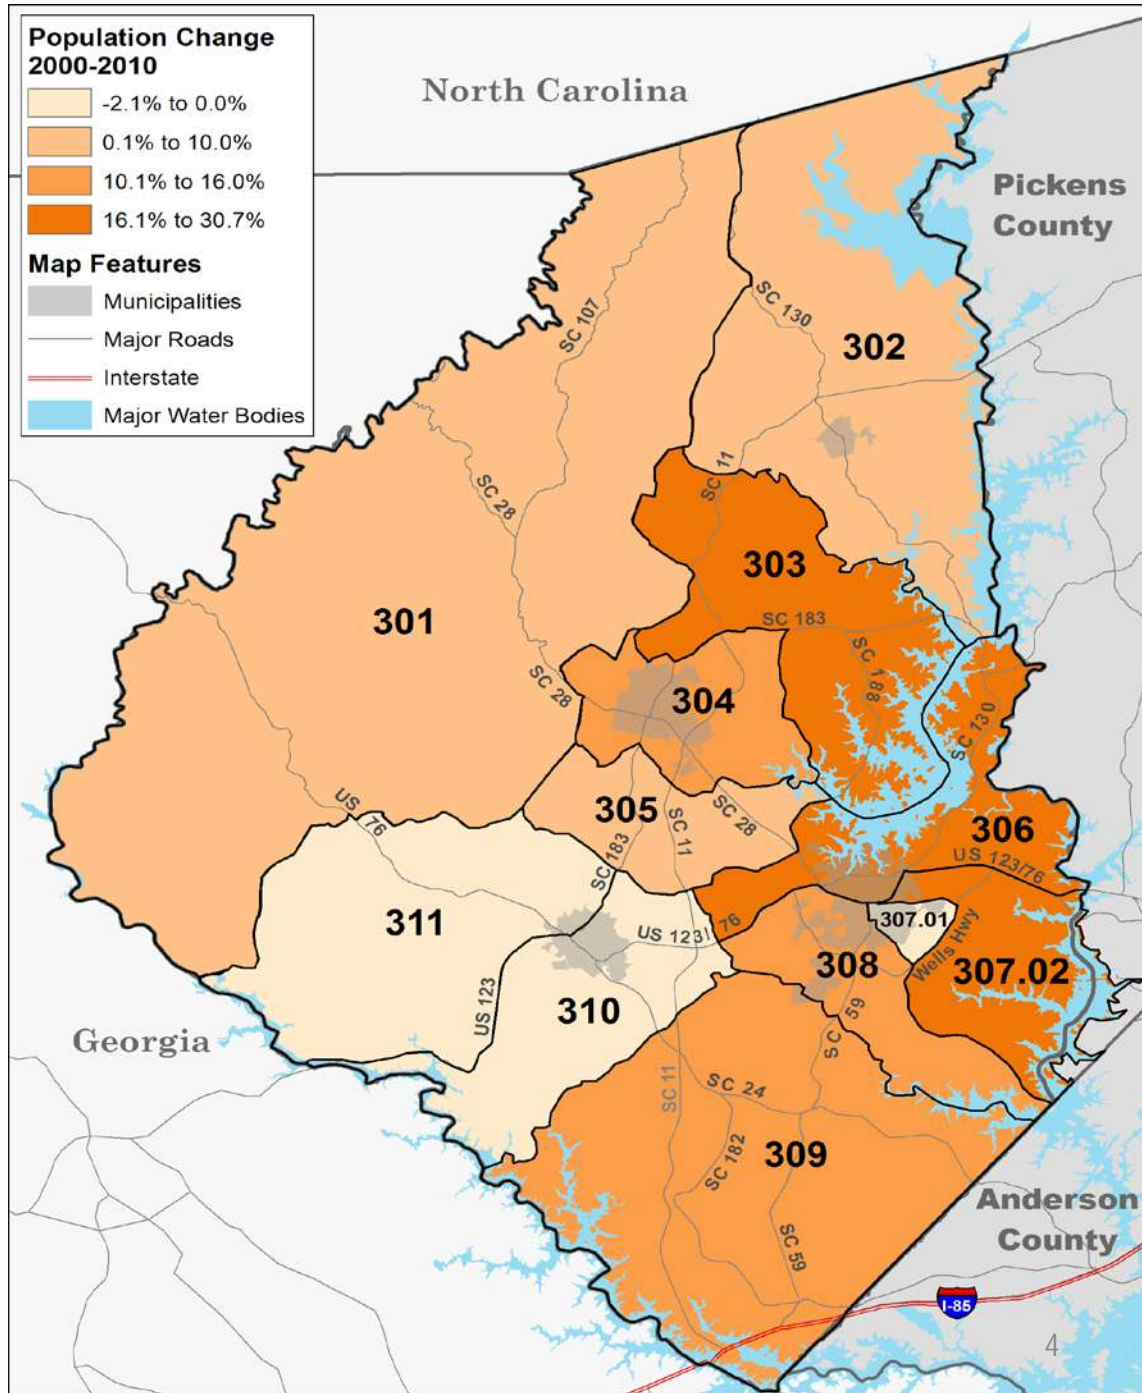 Population Change
2000-2010
-2.1% to 0.0%
0.1% to 10.0%
10.1% to 16.0%
16.1% to 30.7%
Map Features
Municipalities
Major Roads
Interstate
Major Water Bodies
North Carolina
Pickens
County
SC 107
SC 130
302
SC 11
SC 28
303
301
SC 183
SC 188
SC 28
304
SC 130
305
SC 28
US 76
SC 183
SC 11
306
US 123/76
311
307.01
US 123/ 76
Wells Hwy
308
307.02
310
US 123
SC 59
Georgia
SC 11
SC 24
SC 182
309
Anderson
County
SC 59
I-85
4